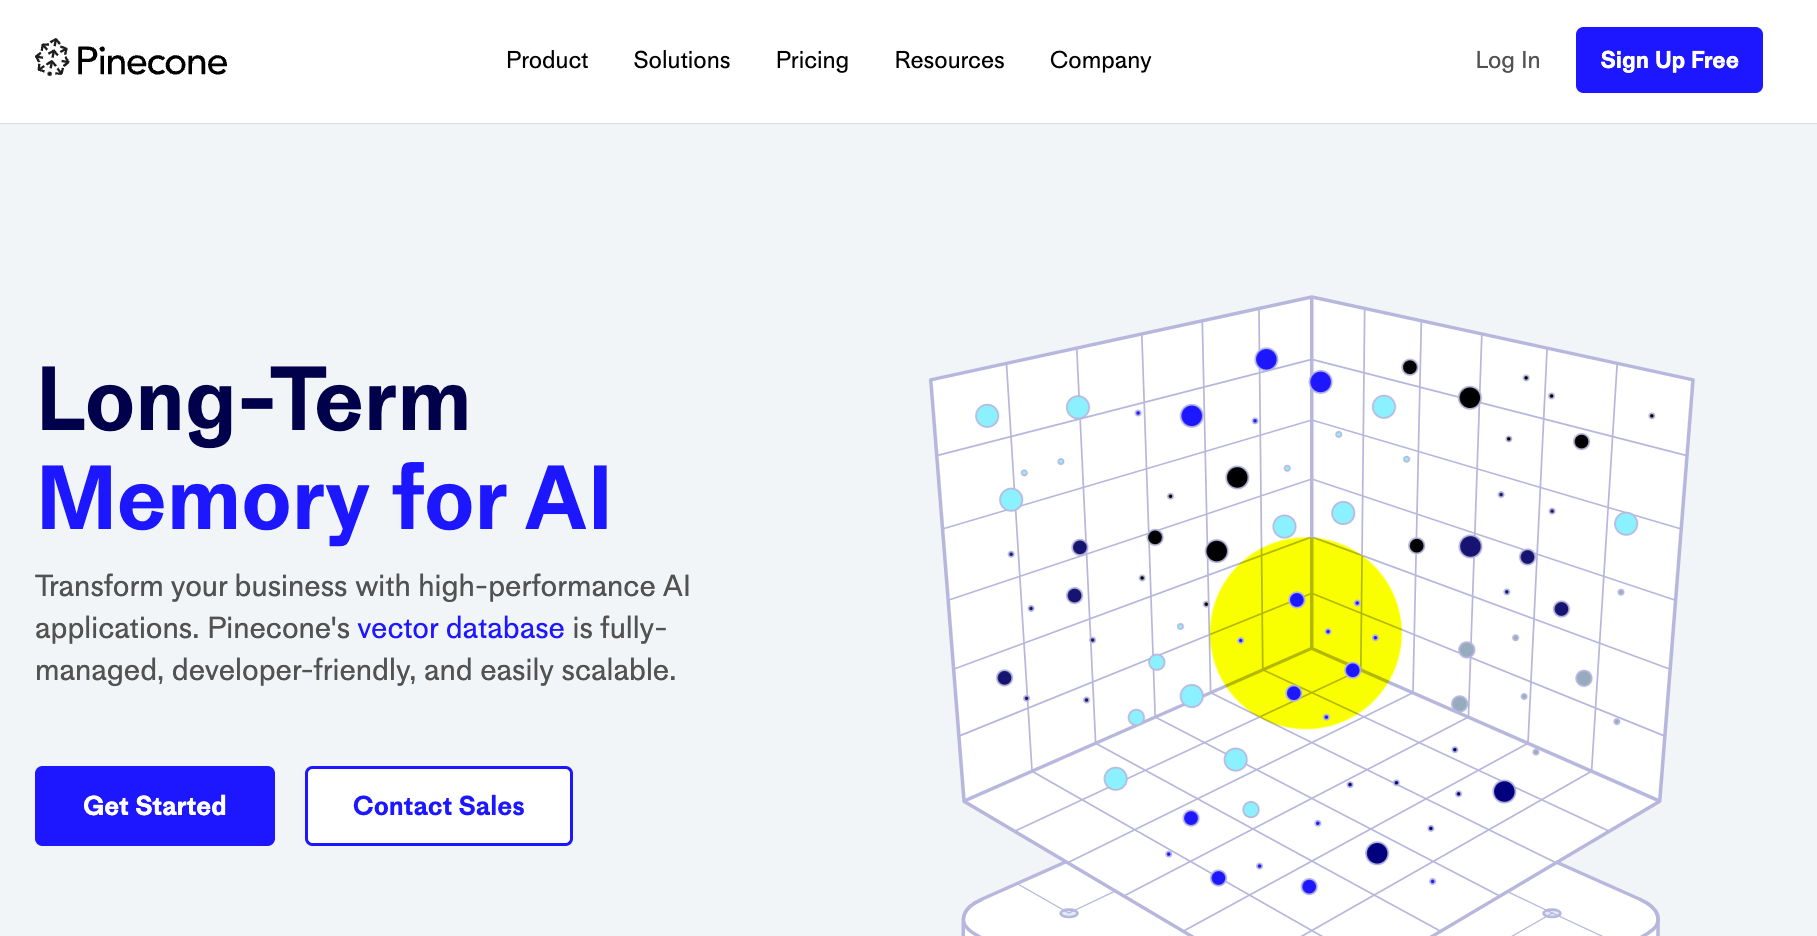 Pinecone
Product
Solutions
Pricing
Resources
Company
Log In
Sign Up Free
Long-Term
Memory for AI
Transform your business with high-performance AI
applications. Pinecone's vector database is fully-
managed, developer-friendly, and easily scalable.
Get Started
Contact Sales